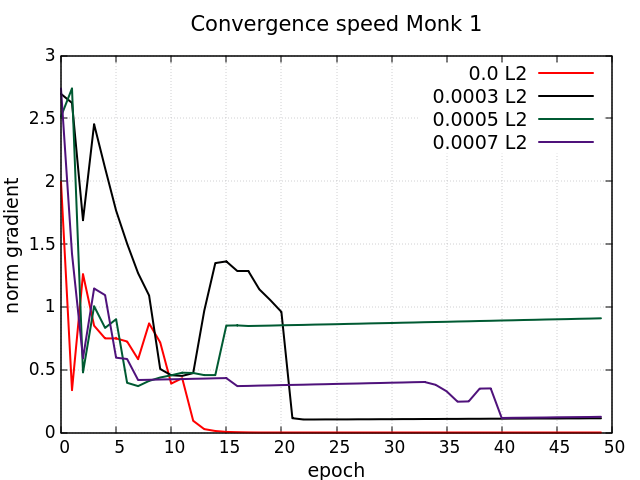 Convergence speed Monk 1
0.0 L2
0.0003 L2
0.0005 L2
0.0007 L2
norm gradient
3
2.5
2
1.5
1
0.5
0
0 5 10 15 20 25 30 35 40 45 50
epoch